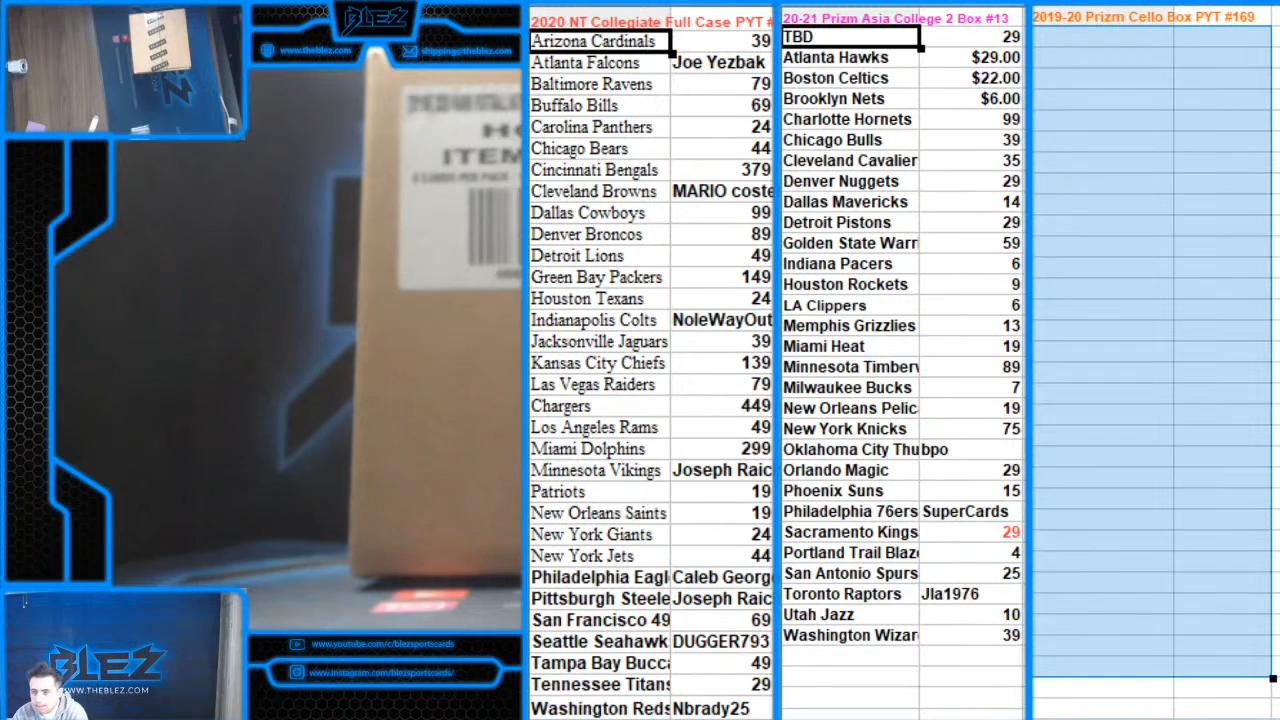 BLEZ
www.theblez.com
shipping@theblez.com
HO
ITEM
BLEZ
WWW.THEBLEZ.COM
www.youtube.com/c/blezsportscards
www.instagram.com/blezsportscards/
2020 NT Collegiate Full Case PYT #
Arizona Cardinals 39
Atlanta Falcons Joe Yezbak
Baltimore Ravens 79
Buffalo Bills 69
Carolina Panthers 24
Chicago Bears 44
Cincinnati Bengals 379
Cleveland Browns MARIO coste
Dallas Cowboys 99
Denver Broncos 89
Detroit Lions 49
Green Bay Packers 149
Houston Texans 24
Indianapolis Colts NoleWayOut
Jacksonville Jaguars 39
Kansas City Chiefs 139
Las Vegas Raiders 79
Chargers 449
Los Angeles Rams 49
Miami Dolphins 299
Minnesota Vikings Joseph Raic
Patriots 19
New Orleans Saints 19
New York Giants 24
New York Jets 44
Philadelphia Eagl Caleb George
Pittsburgh Steele Joseph Raic
San Francisco 49 69
Seattle Seahawk DUGGER793
Tampa Bay Bucca 49
Tennessee Titans 29
Washington Reds Nbrady25
20-21 Prizm Asia College 2 Box #13
TBD 29
Atlanta Hawks $29.00
Boston Celtics $22.00
Brooklyn Nets $6.00
Charlotte Hornets 99
Chicago Bulls 39
Cleveland Cavalier 35
Denver Nuggets 29
Dallas Mavericks 14
Detroit Pistons 29
Golden State Warri 59
Indiana Pacers 6
Houston Rockets 9
LA Clippers 6
Memphis Grizzlies 13
Miami Heat 19
Minnesota Timberv 89
Milwaukee Bucks 7
New Orleans Pelic 19
New York Knicks 75
Oklahoma City Thu bpo
Orlando Magic 29
Phoenix Suns 15
Philadelphia 76ers SuperCards
Sacramento Kings 29
Portland Trail Blaze 4
San Antonio Spurs 25
Toronto Raptors Jla1976
Utah Jazz 10
Washington Wizar 39
2019-20 Prizm Cello Box PYT #169